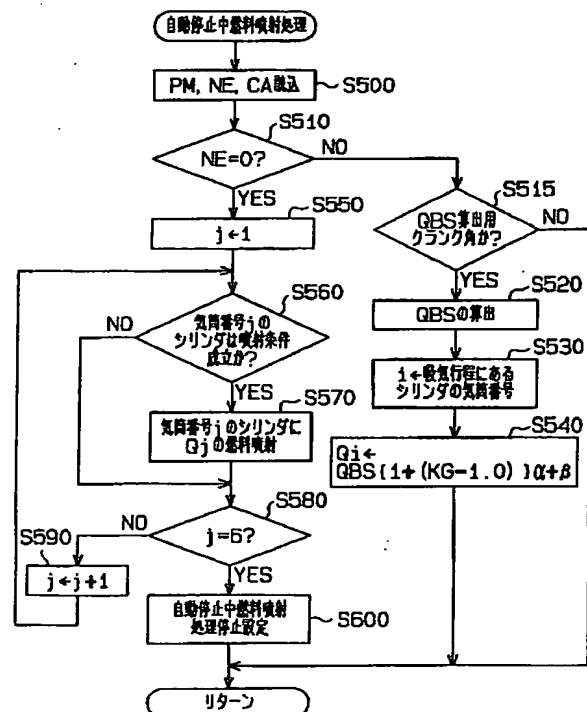 自動停止中燃料噴射処理
PM, NE, CA読込
S500
S510
NE=0?
NO
YES
S550
j←1
S515
QBS算出用
クランク角か?
NO
YES
S520
QBSの算出
S530
i←吸気行程にある
シリンダの気筒番号
S540
Qi←
QBS{1+(KG-1.0)}α+β
S560
気筒番号jの
シリンダは噴射条件
成立か?
NO
YES
S570
気筒番号jのシリンダに
Qjの燃料噴射
S580
j=6?
NO
S590
j←j+1
YES
自動停止中燃料噴射
処理停止設定
S600
リターン